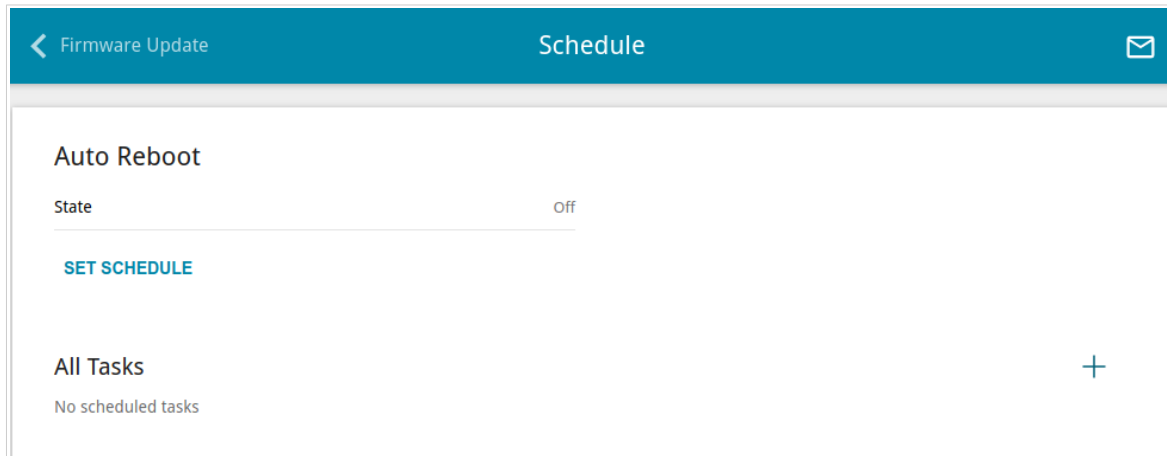 Firmware Update
Schedule
Auto Reboot
State
Off
SET SCHEDULE
All Tasks
No scheduled tasks